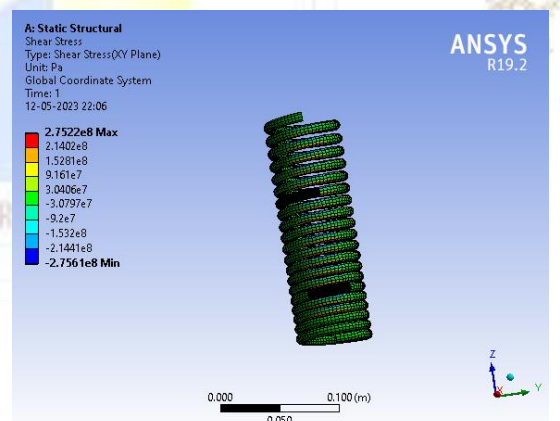 A: Static Structural
Shear Stress
Type: Shear Stress(XY Plane)
Unit: Pa
Global Coordinate System
Time: 1
12-05-2023 22:06
ANSYS
R19.2
2.7522e8 Max
2.1402e8
1.5281e8
9.161e7
3.0406e7
-3.0797e7
-9.2e7
-1.532e8
-2.1441e8
-2.7561e8 Min
Z
X
Y
0.000
0.100 (m)
0.050